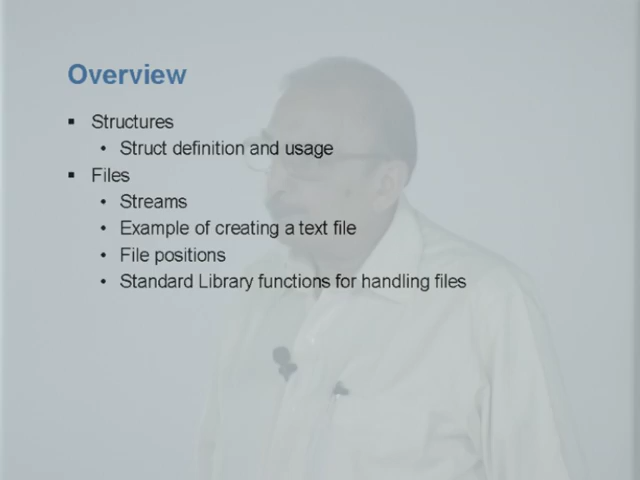 Overview
▪ Structures
• Struct definition and usage
▪ Files
• Streams
• Example of creating a text file
• File positions
• Standard Library functions for handling files